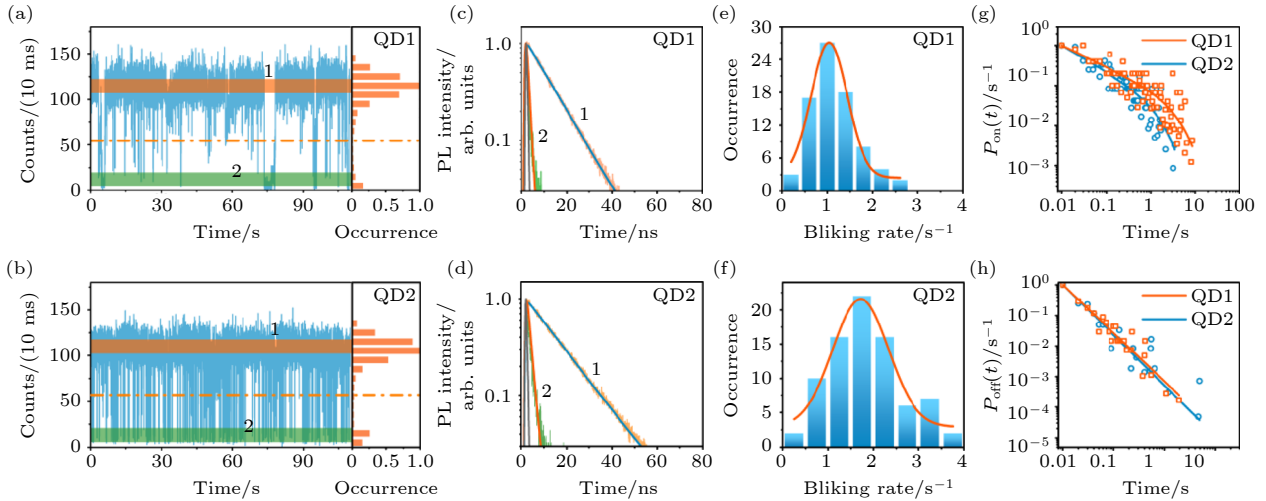 (a)
Counts/(10 ms)
150
100
50
0
1
2
QD1
0 30 60 90 0 0.5 1.0
Time/s Occurrence
(c)
PL intensity/
arb. units
1.0
0.1
QD1
1
2
0 20 40 60 80
Time/ns
(e)
Occurrence
30
24
18
12
6
0
QD1
0 1 2 3 4
Bliking rate/s⁻¹
(g)
Pon(t)/s⁻¹
10⁰
10⁻¹
10⁻²
10⁻³
QD1
QD2
0.01 0.1 1 10 100
Time/s
(b)
Counts/(10 ms)
150
100
50
0
1
2
QD2
0 30 60 90 0 0.5 1.0
Time/s Occurrence
(d)
PL intensity/
arb. units
1.0
0.1
QD2
1
2
0 20 40 60 80
Time/ns
(f)
Occurrence
20
15
10
5
0
QD2
0 1 2 3 4
Bliking rate/s⁻¹
(h)
Poff(t)/s⁻¹
10⁰
10⁻¹
10⁻²
10⁻³
10⁻⁴
10⁻⁵
QD1
QD2
0.01 0.1 1 10
Time/s